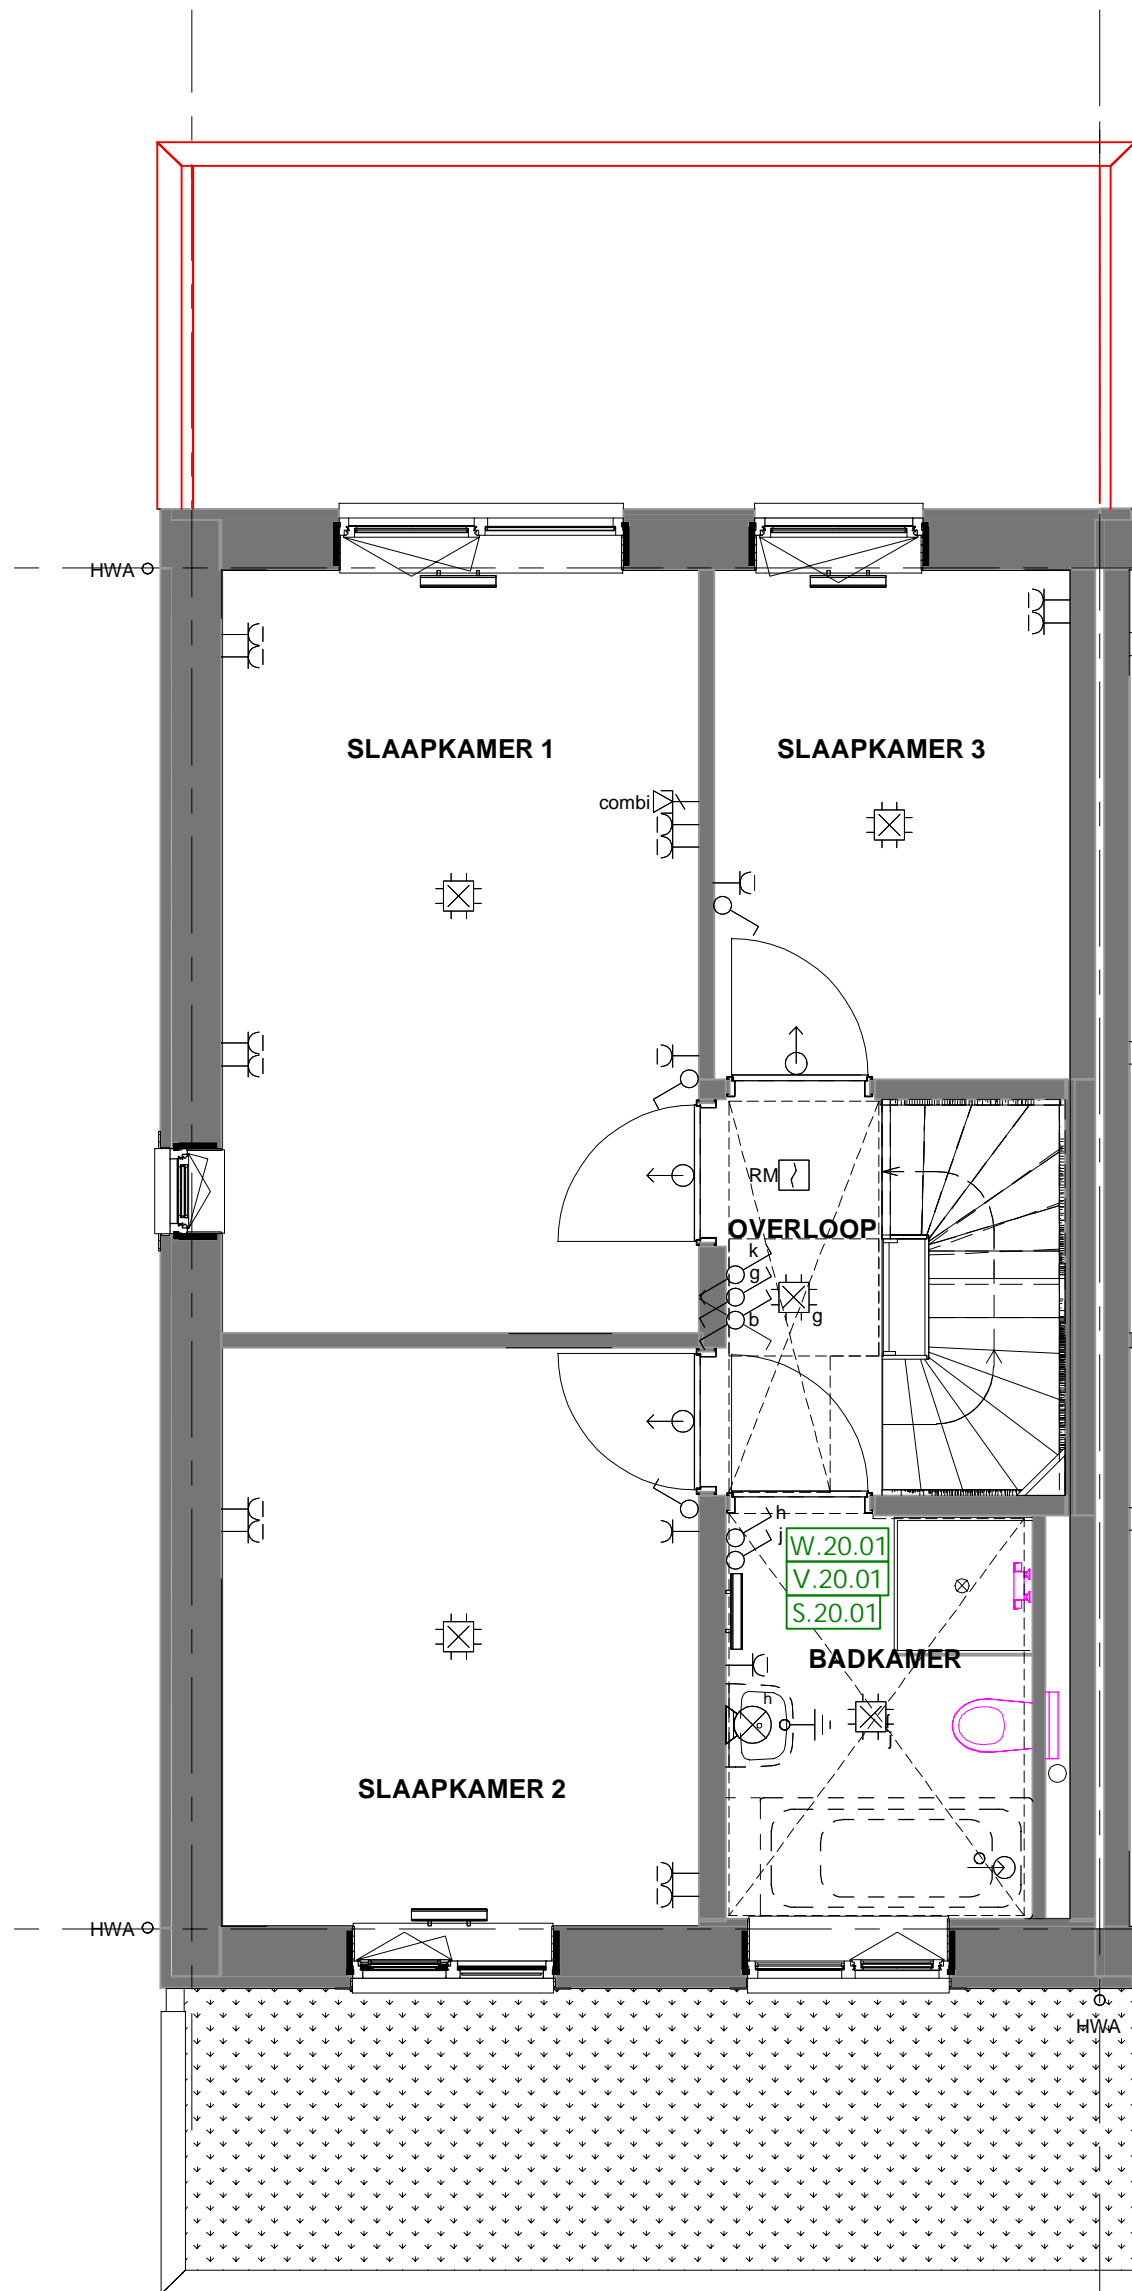 HWA
SLAAPKAMER 1
SLAAPKAMER 3
combi
RM
OVERLOOP
k
g
b
g
h
j
W.20.01
V.20.01
S.20.01
BADKAMER
h
j
SLAAPKAMER 2
HWA
HWA